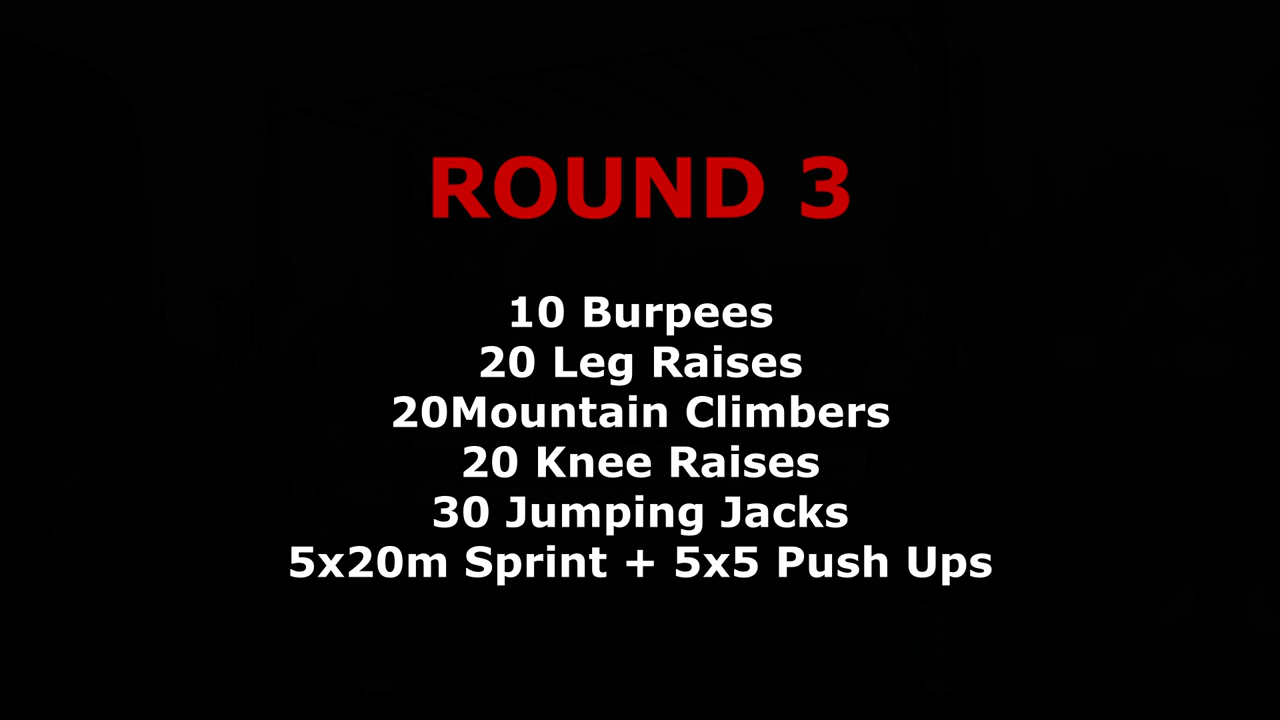 ROUND 3
10 Burpees
20 Leg Raises
20Mountain Climbers
20 Knee Raises
30 Jumping Jacks
5x20m Sprint + 5x5 Push Ups